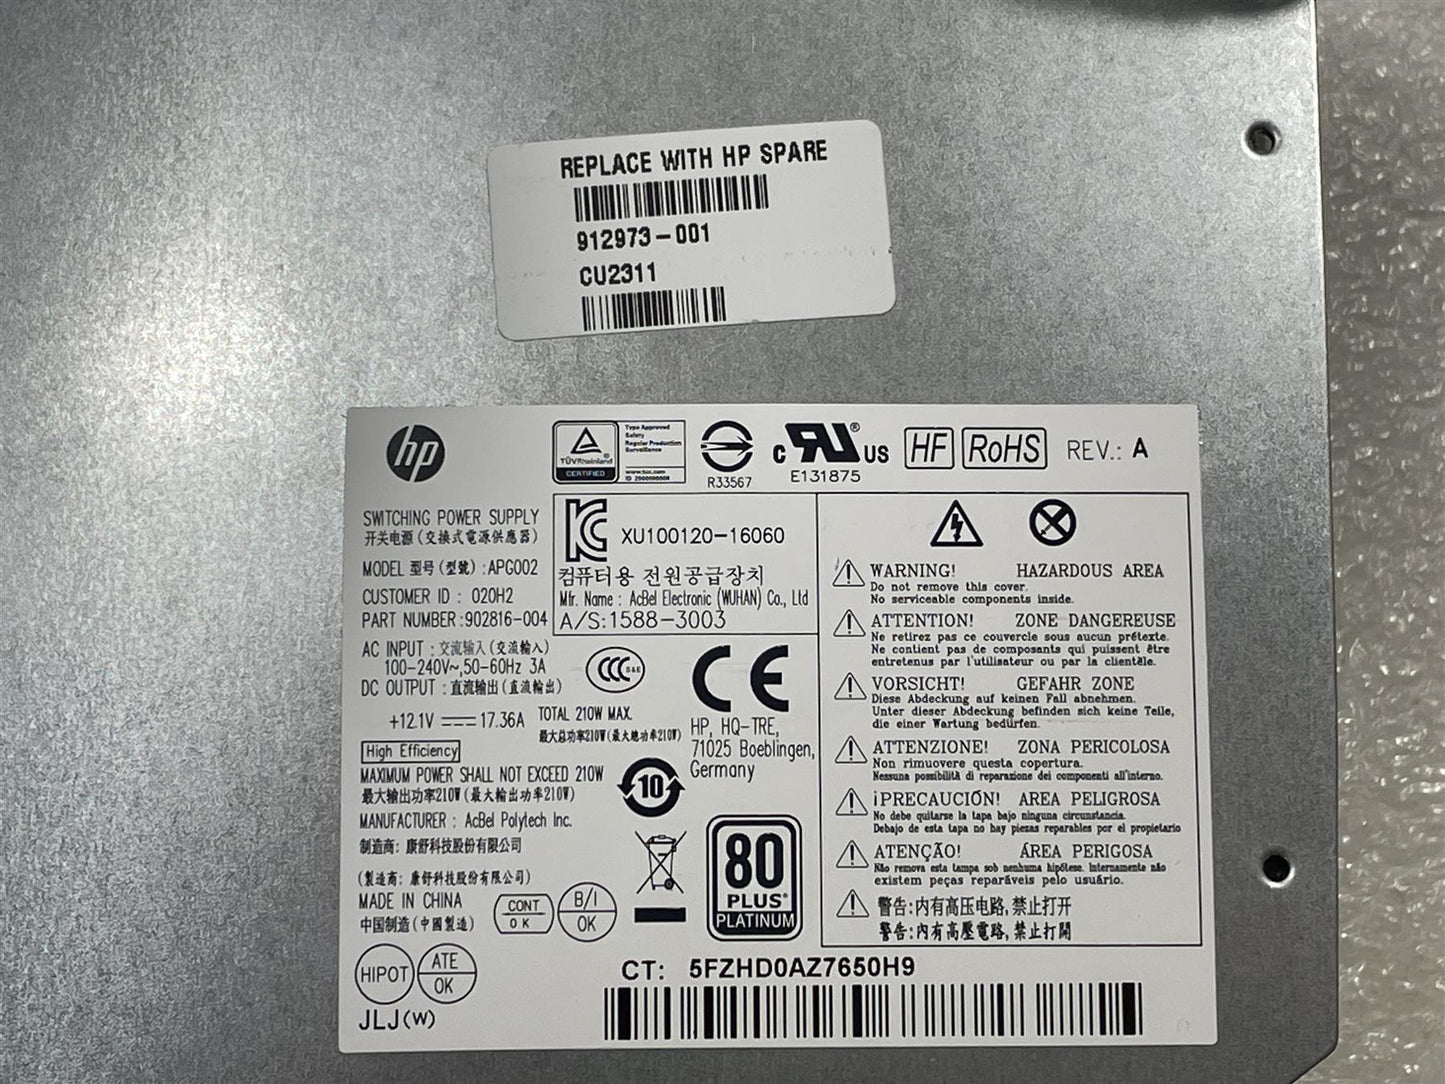 REPLACE WITH HP SPARE
912973-001
CU2311
hp
TÜVRheinland
CERTIFIED
Type Approved
Safety
Regular Production
Surveillance
www.tuv.com
R33567
c RU us
E131875
HF
RoHS
REV.: A
SWITCHING POWER SUPPLY
开关电源(交换式電源供應器)
MODEL 型号(型號):APG002
CUSTOMER ID : 020H2
PART NUMBER:902816-004
AC INPUT : 交流输入(交流輸入)
100-240V~,50-60Hz 3A
DC OUTPUT : 直流输出(直流輸出)
+12.1V 17.36A
TOTAL 210W MAX.
最大总功率210W(最大總功率210W)
High Efficiency
MAXIMUM POWER SHALL NOT EXCEED 210W
最大输出功率210W(最大輸出功率210W)
MANUFACTURER : AcBel Polytech Inc.
制造商: 康舒科技股份有限公司
(製造商: 康舒科技股份有限公司)
MADE IN CHINA
中国制造(中國製造)
CONT
OK
B/I
OK
HIPOT
ATE
OK
JLJ(W)
XU100120-16060
컴퓨터용 전원공급장치
Mfr. Name : AcBel Electronic (WUHAN) Co., Ltd
A/S:1588-3003
CCC S&E
CE
HP, HQ-TRE,
71025 Boeblingen,
Germany
10
80
PLUS
PLATINUM
WARNING! HAZARDOUS AREA
Do not remove this cover.
No serviceable components inside.
ATTENTION! ZONE DANGEREUSE
Ne retirez pas ce couvercle sous aucun prétexte.
Ne contient pas de composants qui puissent être
entretenus par l'utilisateur ou par la clientèle.
VORSICHT! GEFAHR ZONE
Diese Abdeckung auf keinen Fall abnehmen.
Unter dieser Abdeckung befinden sich keine Teile,
die einer Wartung bedürfen.
ATTENZIONE! ZONA PERICOLOSA
Non rimuovere questa copertura.
Nessuna possibilità di reparazione dei componenti all'interno.
¡PRECAUCIÓN! AREA PELIGROSA
No debe quitarse la tapa bajo ninguna circunstancia.
Debajo de esta tapa no hay piezas reparables por el propietario
ATENÇÃO! ÁREA PERIGOSA
Não remova esta tampa sob nenhuma hipótese. Internamente não
existem peças reparáveis pelo usuário.
警告:内有高压电路,禁止打开
警告:內有高壓電路,禁止打開
CT: 5FZHD0AZ7650H9